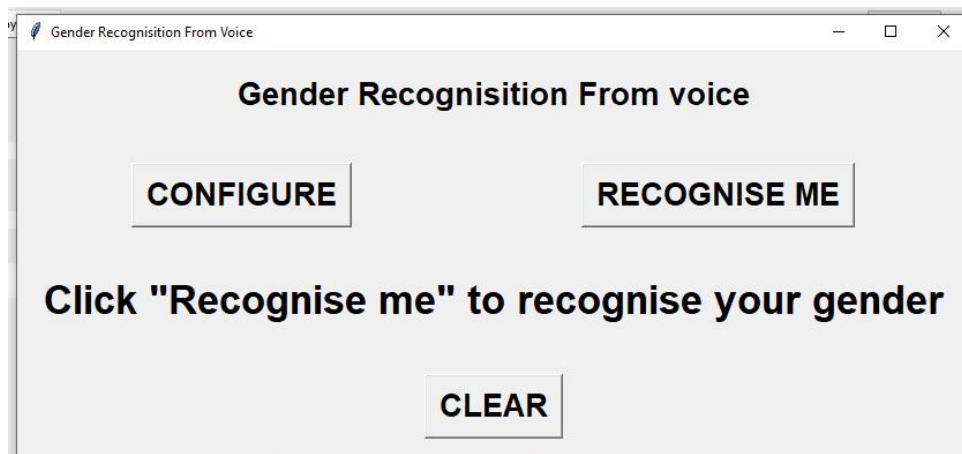 Gender Recognisition From Voice
Gender Recognisition From voice
CONFIGURE
RECOGNISE ME
Click "Recognise me" to recognise your gender
CLEAR